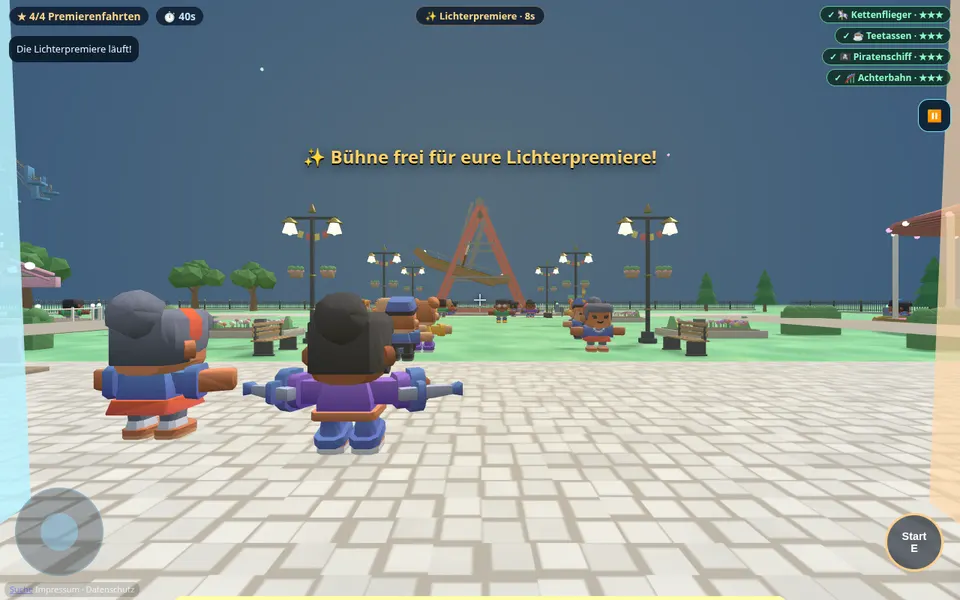 ★ 4/4 Premierenfahrten
⏱ 40s
✨ Lichterpremiere · 8s
✓ 🎠 Kettenflieger · ★★★
Die Lichterpremiere läuft!
✓ ☕ Teetassen · ★★★
✓ 🏴‍☠️ Piratenschiff · ★★★
✓ 🎢 Achterbahn · ★★★
✨ Bühne frei für eure Lichterpremiere!
Start
E
Impressum · Datenschutz